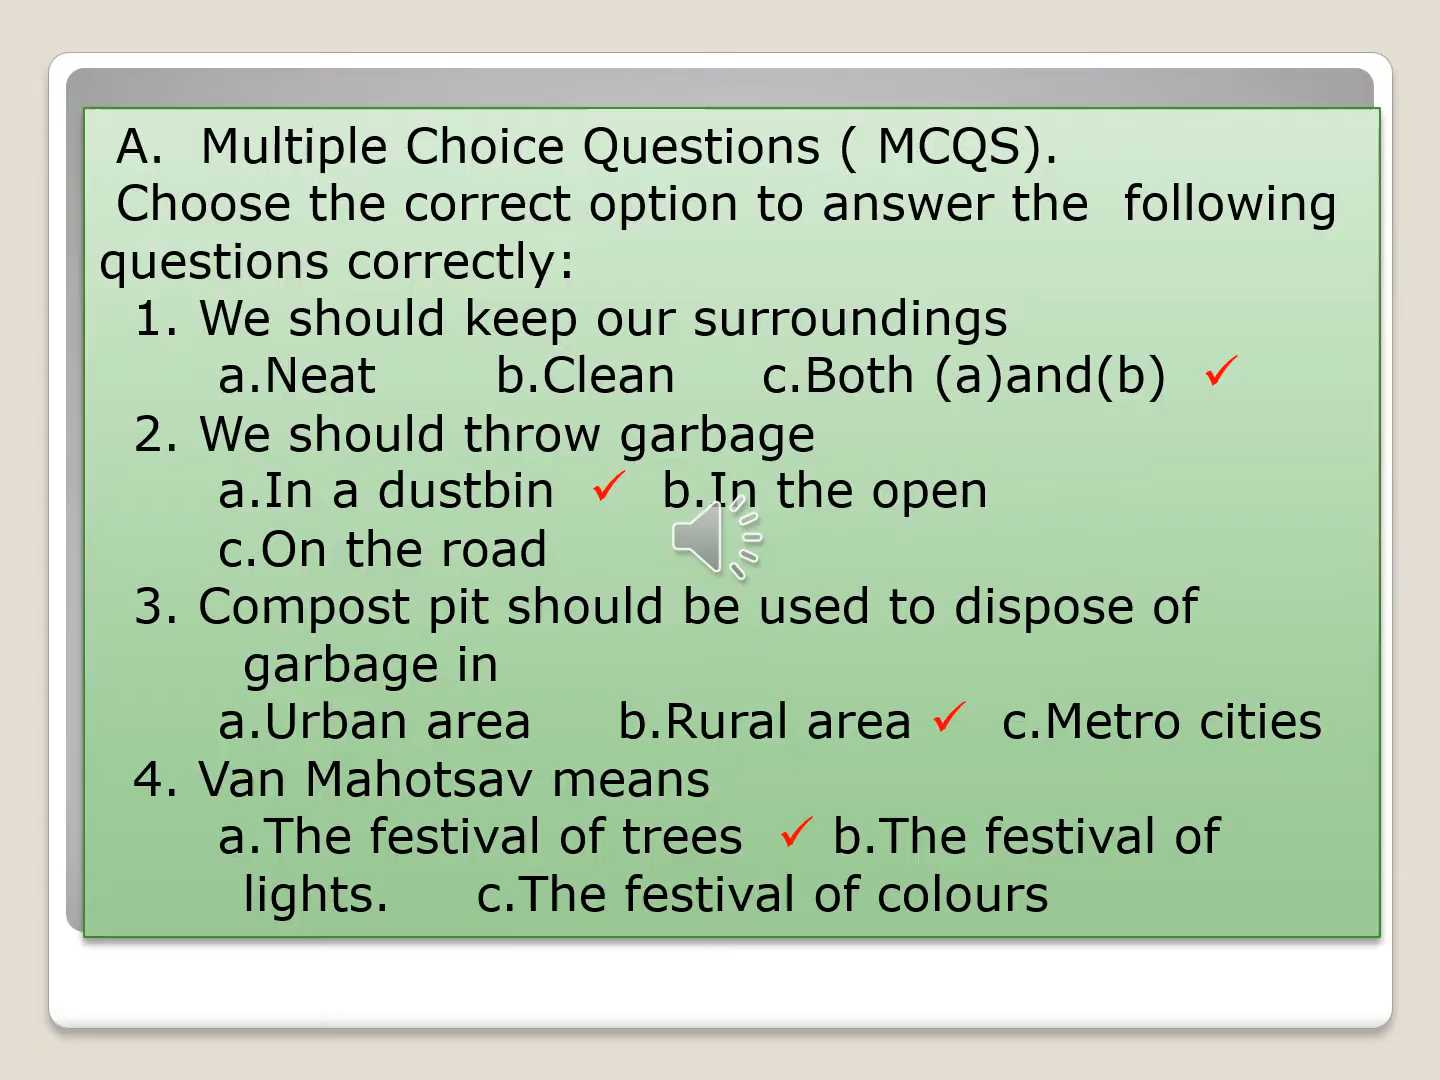 A. Multiple Choice Questions ( MCQS).
Choose the correct option to answer the following
questions correctly:
1. We should keep our surroundings
a.Neat b.Clean c.Both (a)and(b) ✓
2. We should throw garbage
a.In a dustbin ✓ b.In the open
c.On the road
3. Compost pit should be used to dispose of
garbage in
a.Urban area b.Rural area ✓ c.Metro cities
4. Van Mahotsav means
a.The festival of trees ✓ b.The festival of
lights. c.The festival of colours